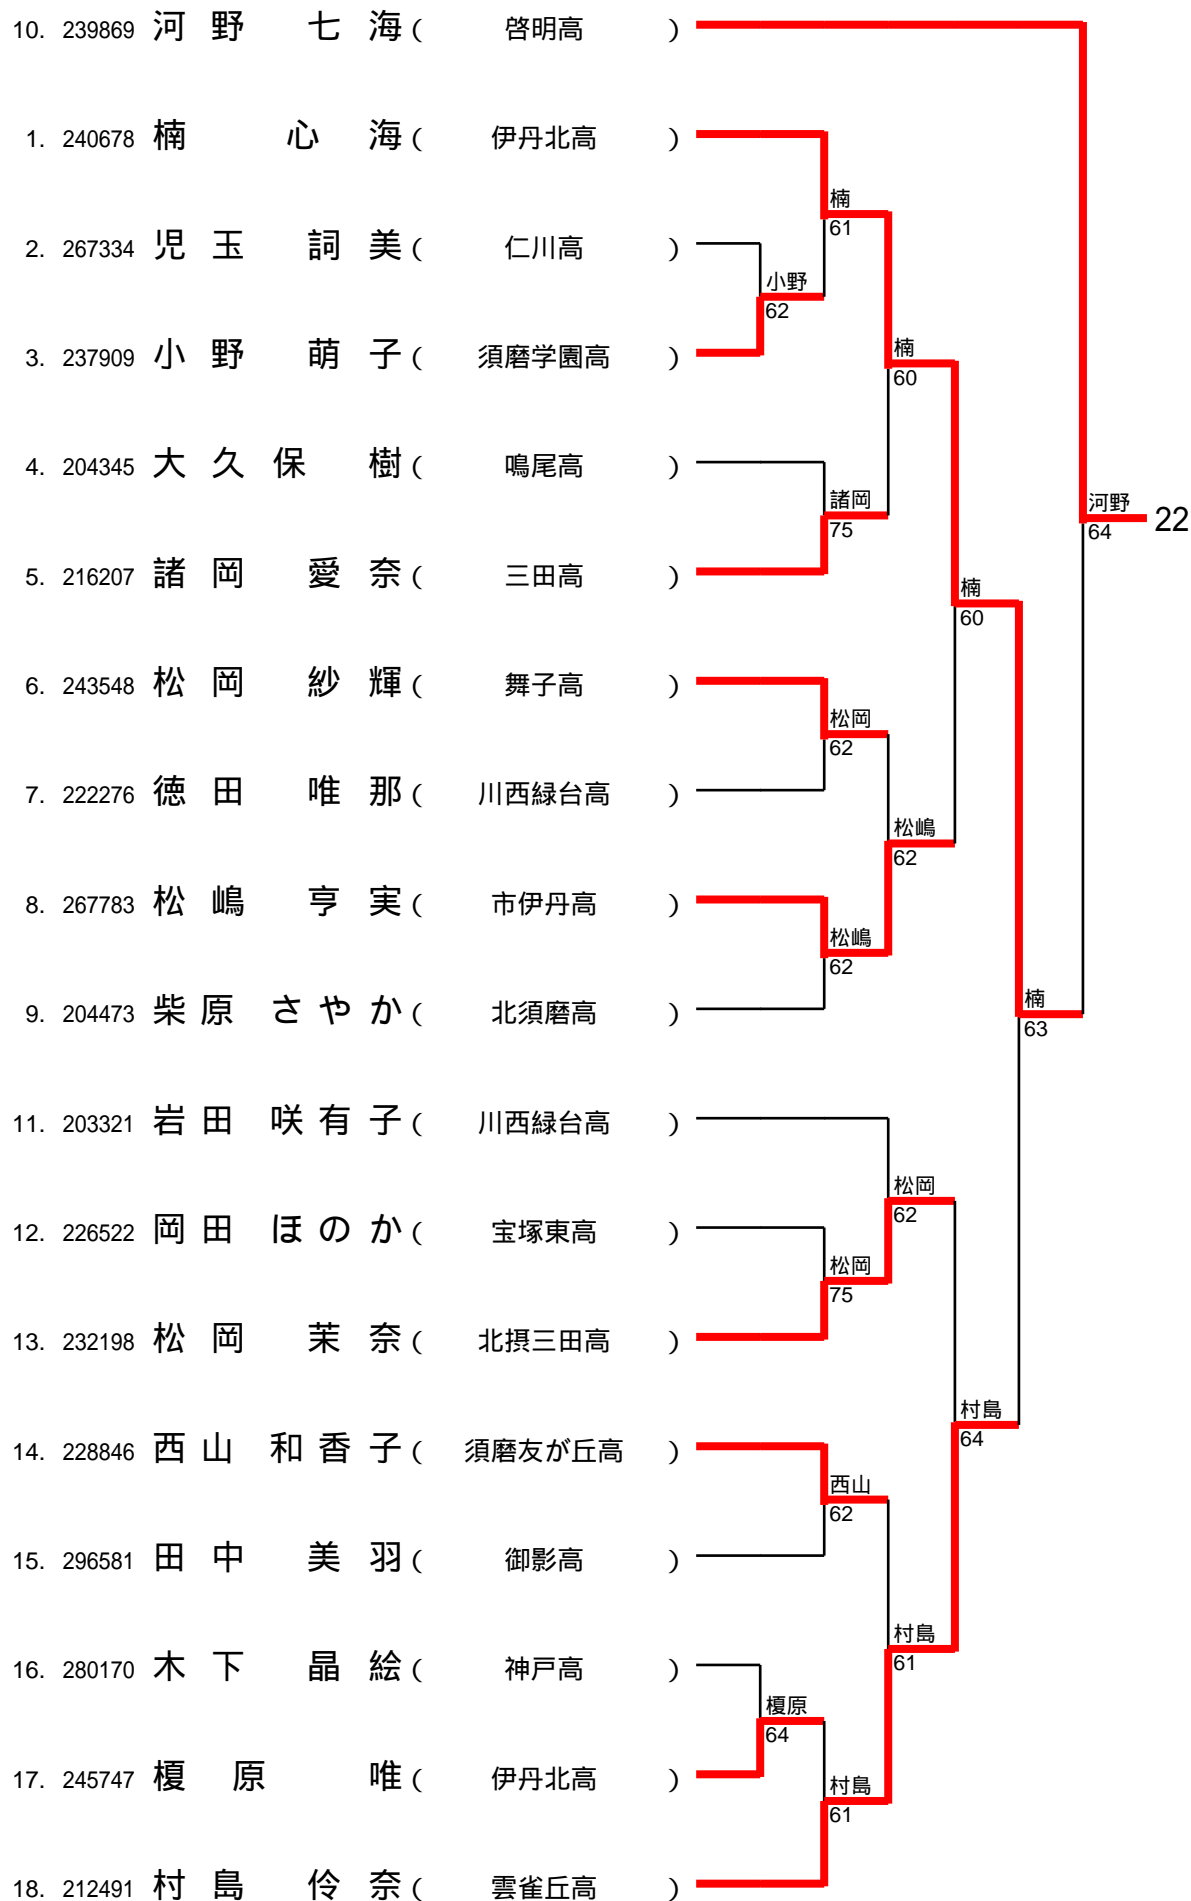 10. 239869 河野 七海 ( 啓明高 )
1. 240678 楠 心海 ( 伊丹北高 )
楠
61
2. 267334 児玉 詞美 ( 仁川高 )
小野
62
3. 237909 小野 萌子 ( 須磨学園高 )
楠
60
4. 204345 大久保 樹 ( 鳴尾高 )
諸岡
75
河野
64
22
5. 216207 諸岡 愛奈 ( 三田高 )
楠
60
6. 243548 松岡 紗輝 ( 舞子高 )
松岡
62
7. 222276 徳田 唯那 ( 川西緑台高 )
松嶋
62
8. 267783 松嶋 亨実 ( 市伊丹高 )
松嶋
62
9. 204473 柴原 さやか ( 北須磨高 )
楠
63
11. 203321 岩田 咲有子 ( 川西緑台高 )
松岡
62
12. 226522 岡田 ほのか ( 宝塚東高 )
松岡
75
13. 232198 松岡 茉奈 ( 北摂三田高 )
村島
64
14. 228846 西山 和香子 ( 須磨友が丘高 )
西山
62
15. 296581 田中 美羽 ( 御影高 )
村島
61
16. 280170 木下 晶絵 ( 神戸高 )
榎原
64
17. 245747 榎原 唯 ( 伊丹北高 )
村島
61
18. 212491 村島 伶奈 ( 雲雀丘高 )